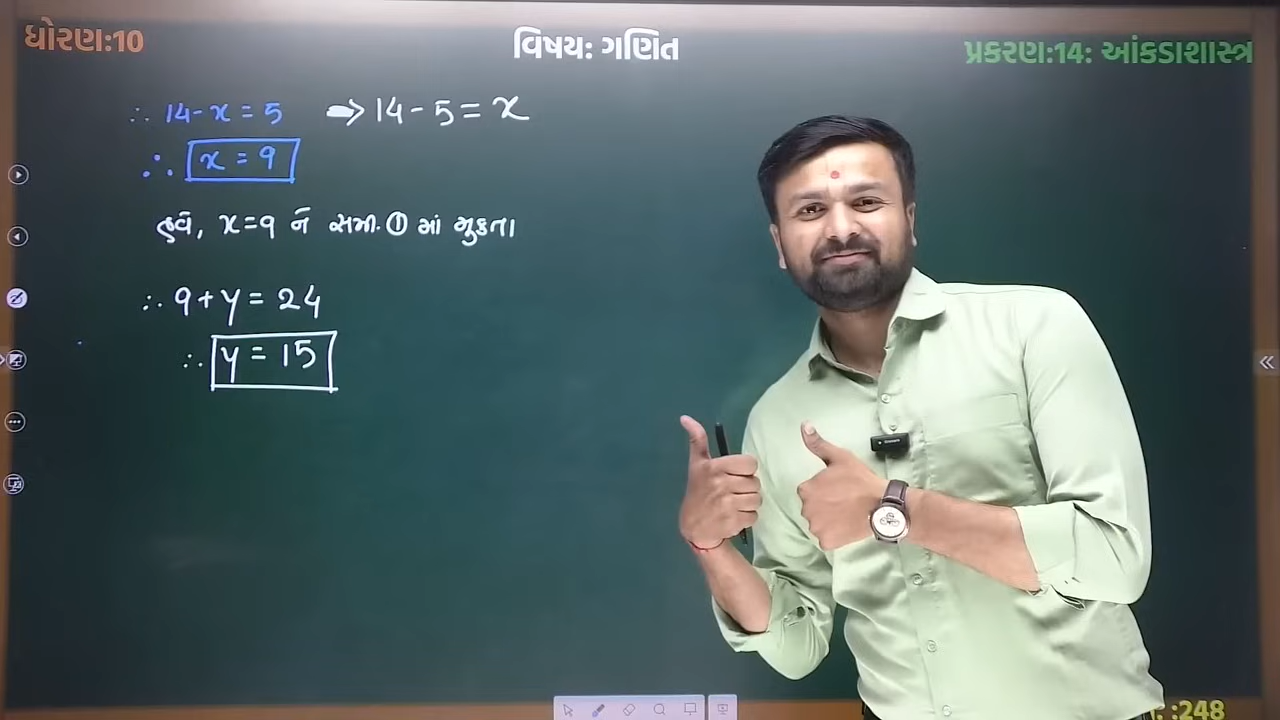 ધોરણ:10
વિષય: ગણિત
પ્રકરણ:14: આંકડાશાસ્ત્ર
∴ 14-x = 5 ⇒ 14-5 = x
∴ x = 9
હવે, x=9 ને સમી.① માં મુકતા
∴ 9+y = 24
∴ y = 15
:248